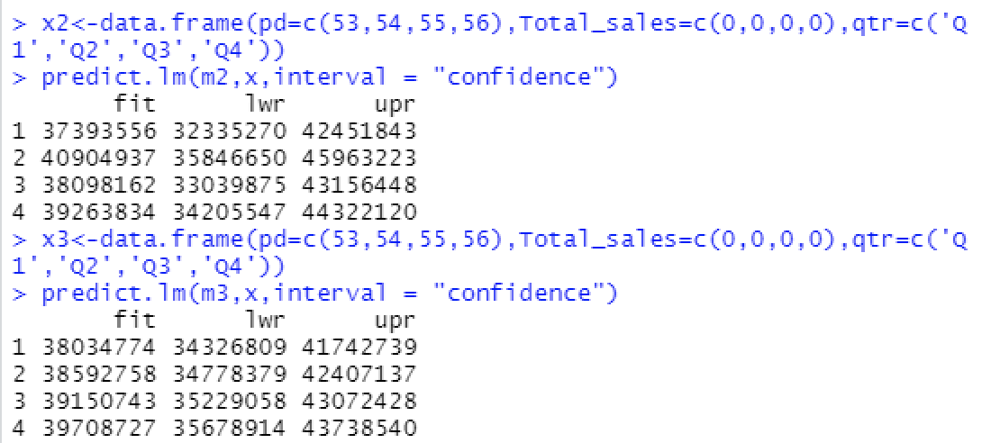 > x2<-data.frame(pd=c(53,54,55,56),Total_sales=c(0,0,0,0),qtr=c('Q
1','Q2','Q3','Q4'))
> predict.lm(m2,x,interval = "confidence")
fit lwr upr
1 37393556 32335270 42451843
2 40904937 35846650 45963223
3 38098162 33039875 43156448
4 39263834 34205547 44322120
> x3<-data.frame(pd=c(53,54,55,56),Total_sales=c(0,0,0,0),qtr=c('Q
1','Q2','Q3','Q4'))
> predict.lm(m3,x,interval = "confidence")
fit lwr upr
1 38034774 34326809 41742739
2 38592758 34778379 42407137
3 39150743 35229058 43072428
4 39708727 35678914 43738540